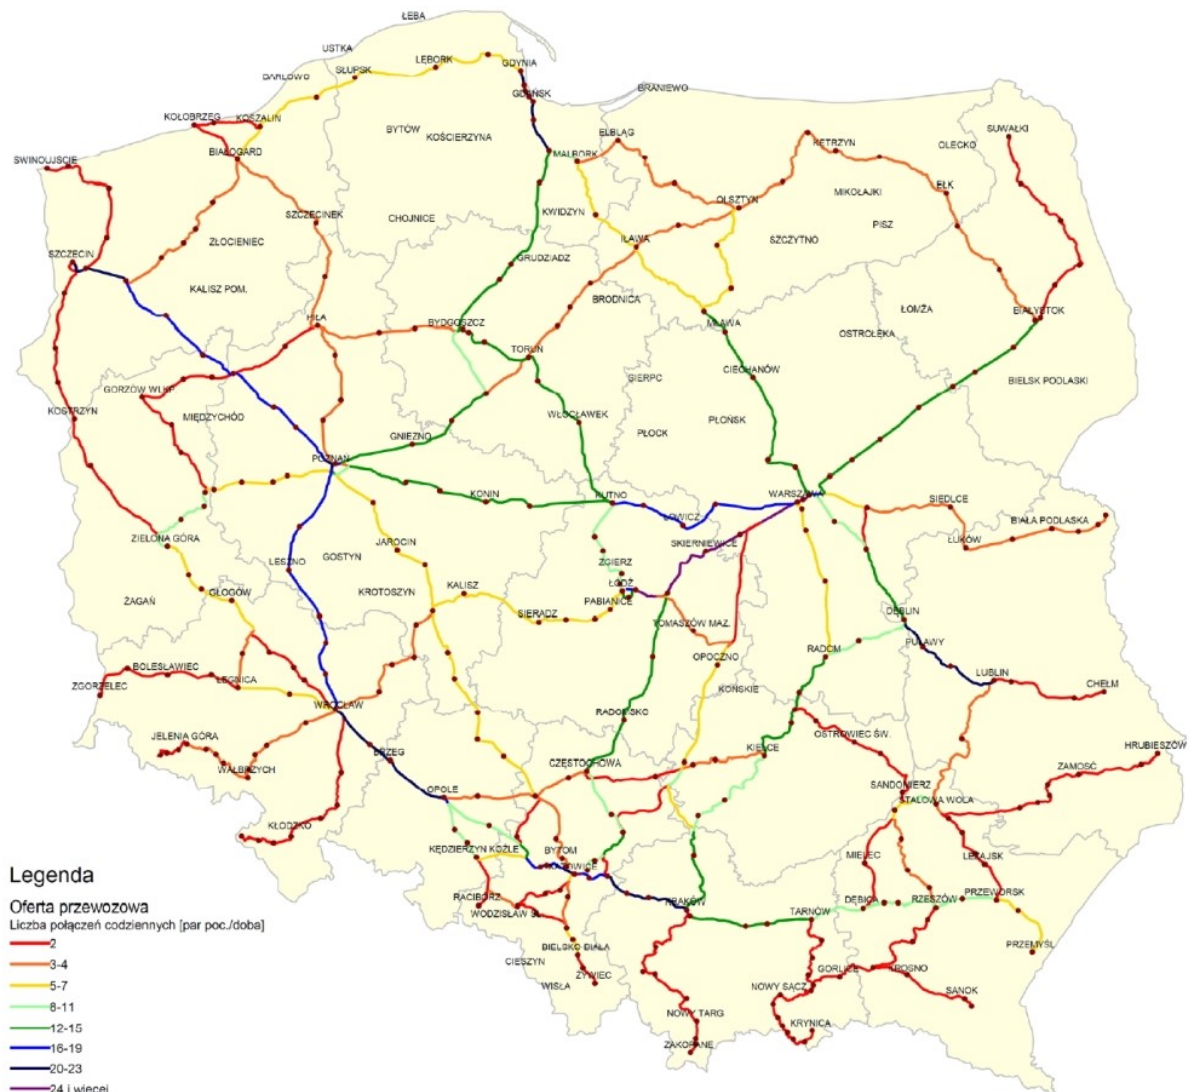 ŁEBA
USTKA
DARŁOWO
SŁUPSK
LĘBORK
GDYNIA
GDAŃSK
BRANIEWO
KOŁOBRZEG
KOSZALIN
BYTÓW
KOŚCIERZYNA
ELBLĄG
SUWAŁKI
OLECKO
KĘTRZYN
SWINOUJSCIE
BIAŁOGARD
MALBORK
EŁK
MIKOŁAJKI
PISZ
SZCZECINEK
CHOJNICE
KWIDZYN
OLSZTYN
SZCZYTNO
ZŁOCIENIEC
IŁAWA
SZCZECIN
GRUDZIADZ
KALISZ POM.
BRODNICA
ŁOMŻA
PIŁA
BYDGOSZCZ
MŁAWA
OSTROŁĘKA
BIAŁYSTOK
TORUŃ
CIECHANÓW
SIERPC
BIELSK PODLASKI
GORZÓW WLKP.
KOSTRZYN
MIĘDZYCHÓD
WŁOCŁAWEK
PŁOŃSK
GNIEZNO
PŁOCK
POZNAŃ
KONIN
KUTNO
WARSZAWA
SIEDLCE
ŁOWICZ
BIAŁA PODLASKA
ZIELONA GÓRA
JAROCIN
SKIERNIEWICE
ŁUKÓW
LESZNO
GOSTYN
ZGIERZ
ŁÓDŹ
ŻAGAŃ
GŁOGÓW
KROTOSZYN
KALISZ
SIERADZ
PABIANICE
DĘBLIN
TOMASZÓW MAZ.
PUŁAWY
OPOCZNO
RADOM
BOLESŁAWIEC
ZGORZELEC
LEGNICA
LUBLIN
CHEŁM
KOŃSKIE
WROCŁAW
RADOMSKO
OSTROWIEC ŚW.
JELENIA GÓRA
BRZEG
KIELCE
HRUBIESZÓW
WAŁBRZYCH
CZĘSTOCHOWA
ZAMOŚĆ
SANDOMIERZ
OPOLE
STALOWA WOLA
KŁODZKO
KĘDZIERZYN KOŹLE
BYTOM
MIELEC
LEŻAJSK
KATOWICE
RACIBORZ
DĘBICA
RZESZÓW
PRZEWORSK
WODZISŁAW ŚL.
KRAKÓW
TARNÓW
BIELSKO BIAŁA
PRZEMYŚL
CIESZYN
ŻYWIEC
GORLICE
KROSNO
WISŁA
NOWY SĄCZ
SANOK
NOWY TARG
KRYNICA
ZAKOPANE
Legenda
Oferta przewozowa
Liczba połączeń codziennych [par poc./doba]
2
3-4
5-7
8-11
12-15
16-19
20-23
24 i więcej